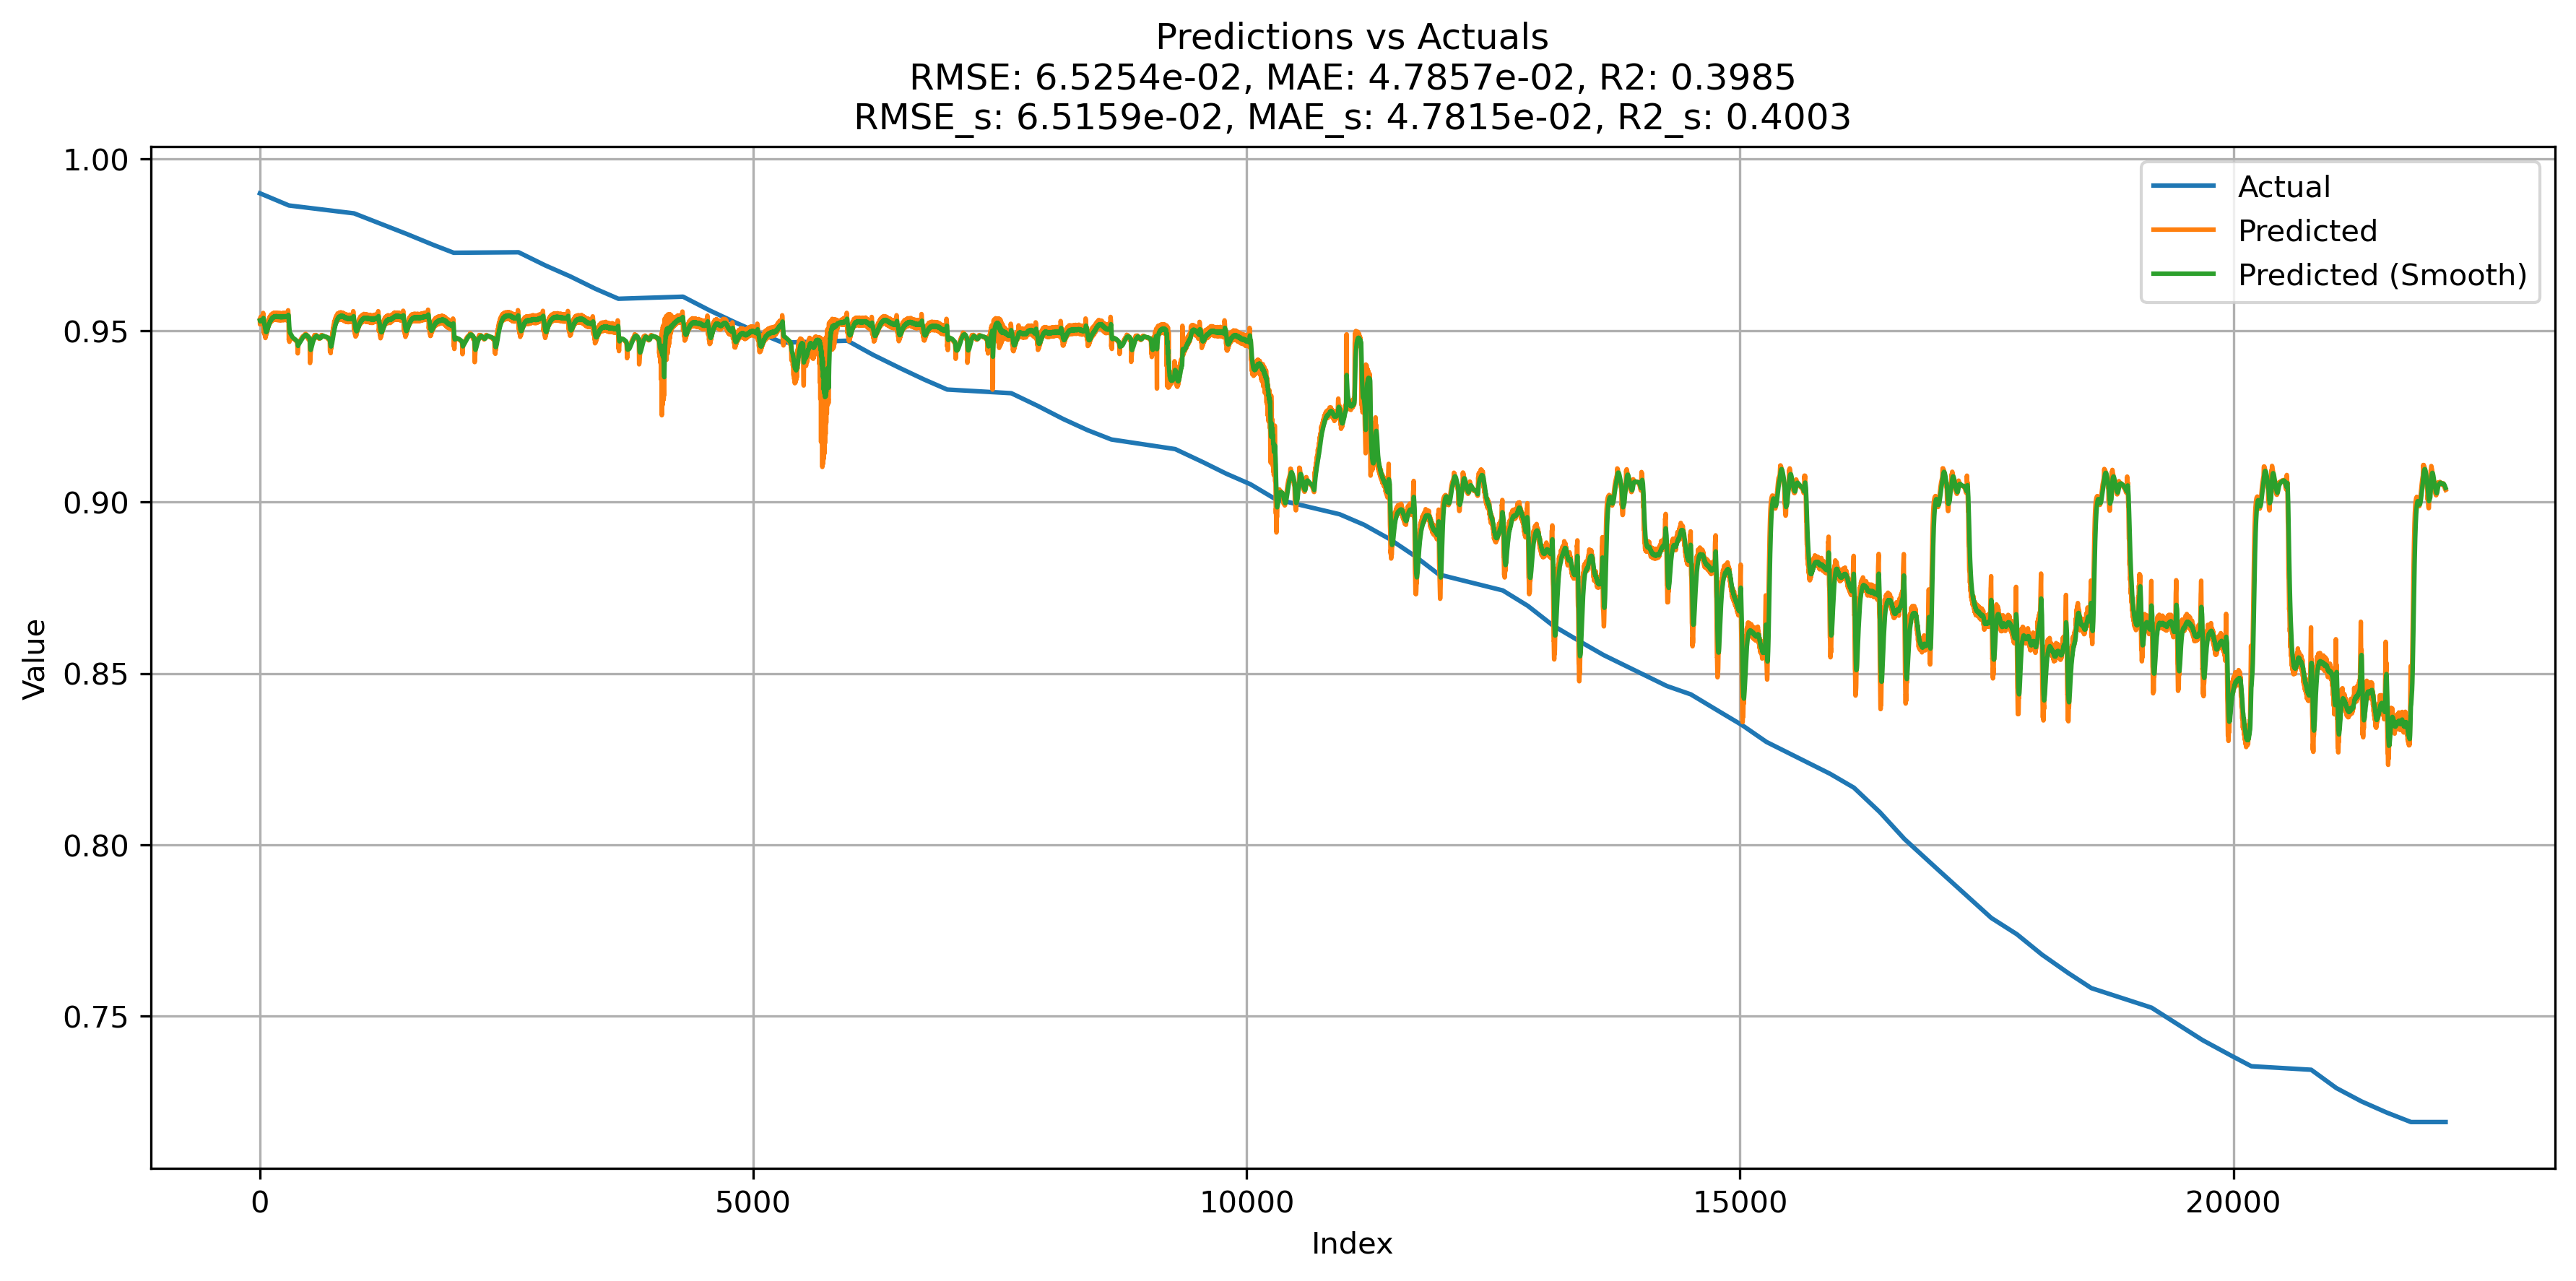 Predictions vs Actuals
RMSE: 6.5254e-02, MAE: 4.7857e-02, R2: 0.3985
RMSE_s: 6.5159e-02, MAE_s: 4.7815e-02, R2_s: 0.4003
Actual
Predicted
Predicted (Smooth)
1.00
0.95
0.90
0.85
0.80
0.75
Value
0 5000 10000 15000 20000
Index